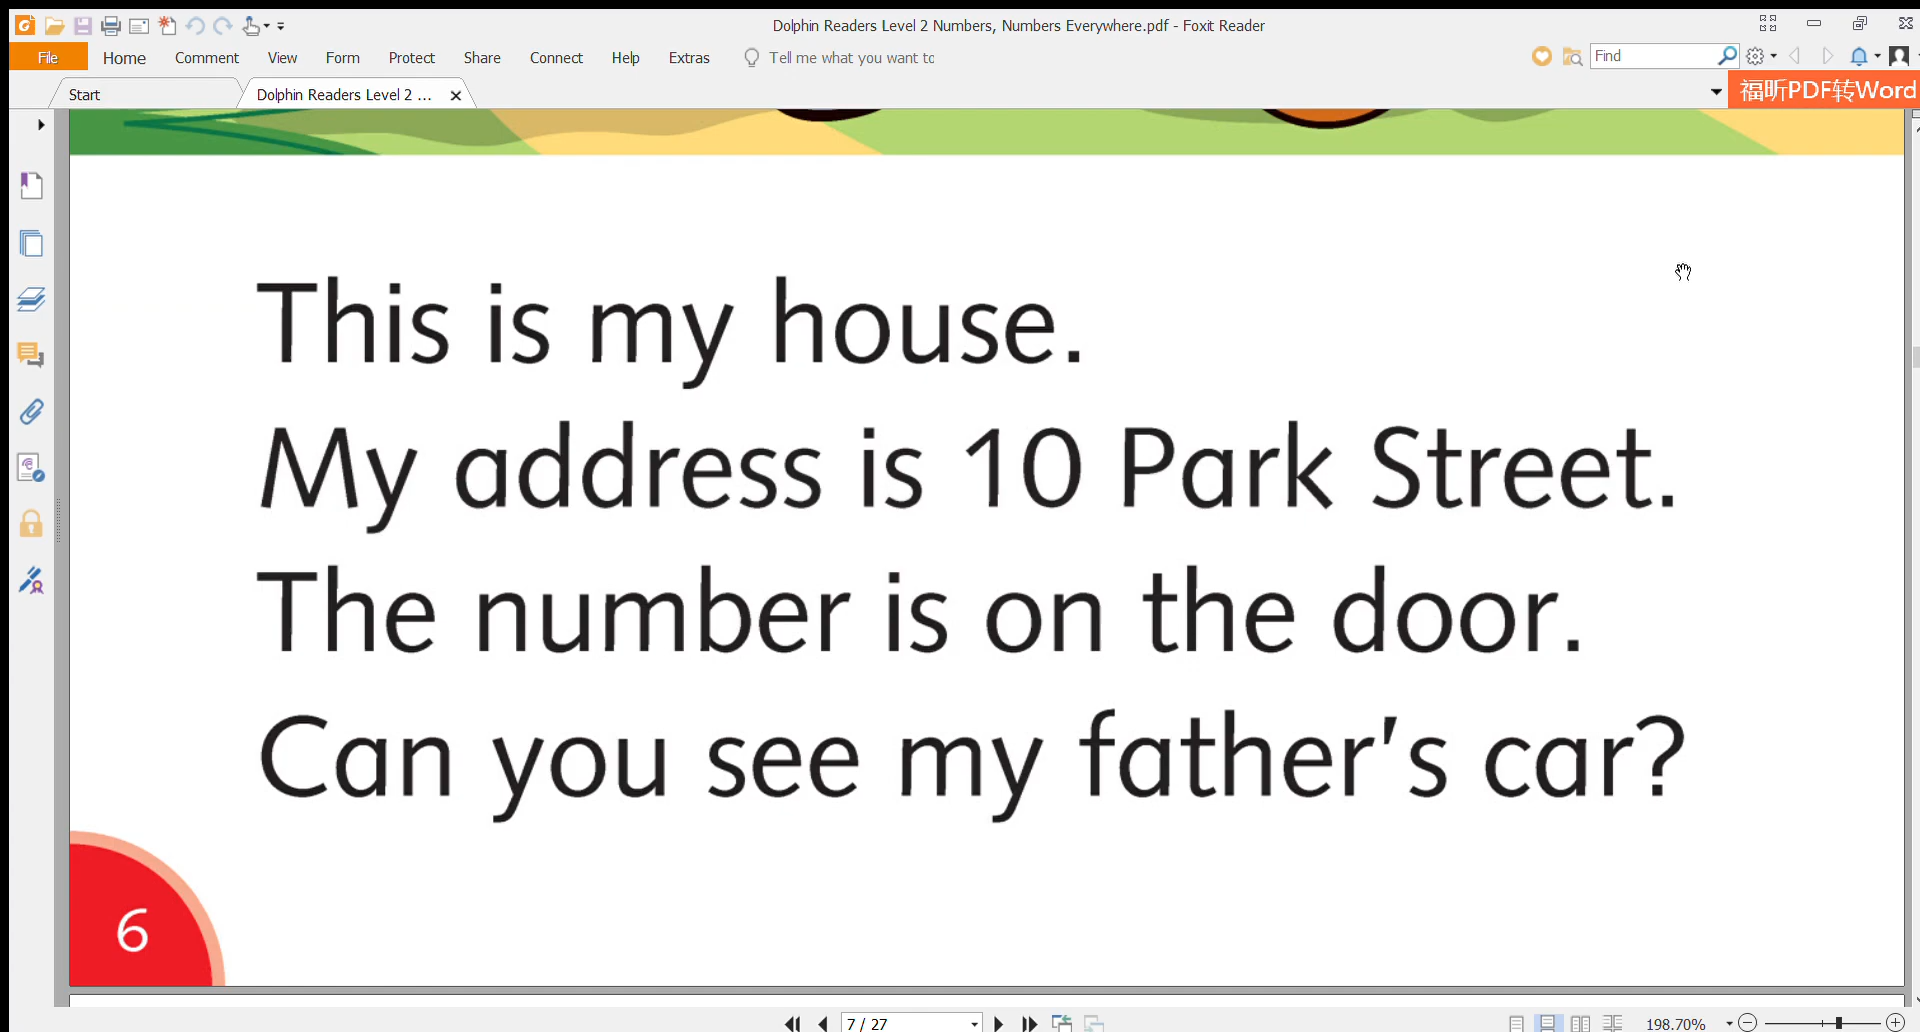 Dolphin Readers Level 2 Numbers, Numbers Everywhere.pdf - Foxit Reader
File Home Comment View Form Protect Share Connect Help Extras Tell me what you want to Find
Start Dolphin Readers Level 2 ... 福昕PDF转Word
This is my house.
My address is 10 Park Street.
The number is on the door.
Can you see my father's car?
6
7 / 27 198.70%